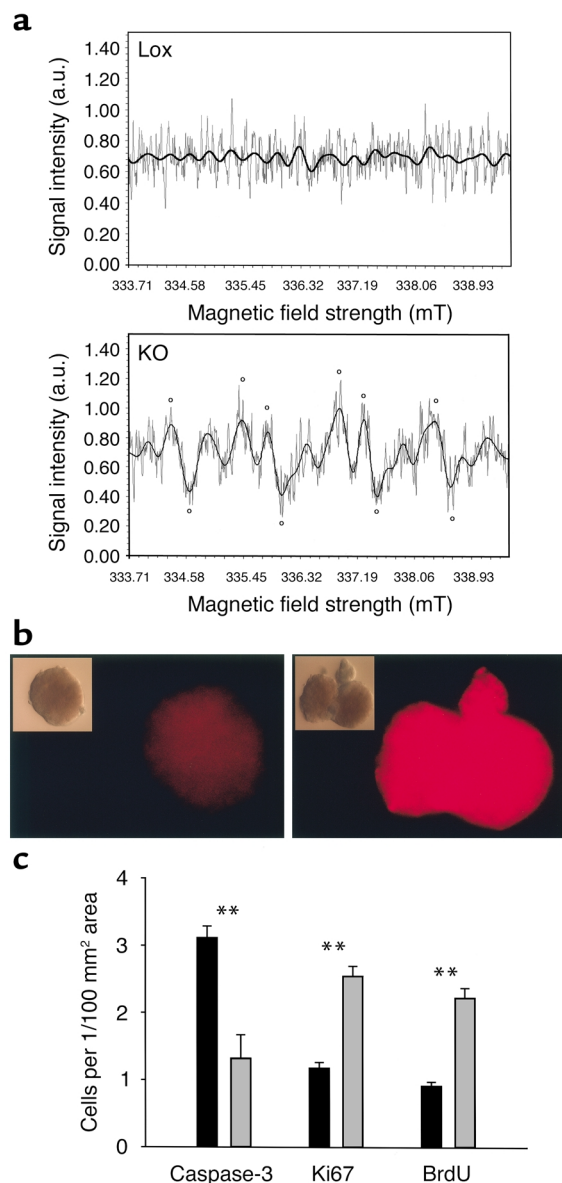 a
Lox
Signal intensity (a.u.)
1.40
1.20
1.00
0.80
0.60
0.40
0.20
0.00
333.71 334.58 335.45 336.32 337.19 338.06 338.93
Magnetic field strength (mT)
KO
Signal intensity (a.u.)
1.40
1.20
1.00
0.80
0.60
0.40
0.20
0.00
333.71 334.58 335.45 336.32 337.19 338.06 338.93
Magnetic field strength (mT)
b
c
Cells per 1/100 mm² area
4
3
2
1
0
**
**
**
Caspase-3 Ki67 BrdU